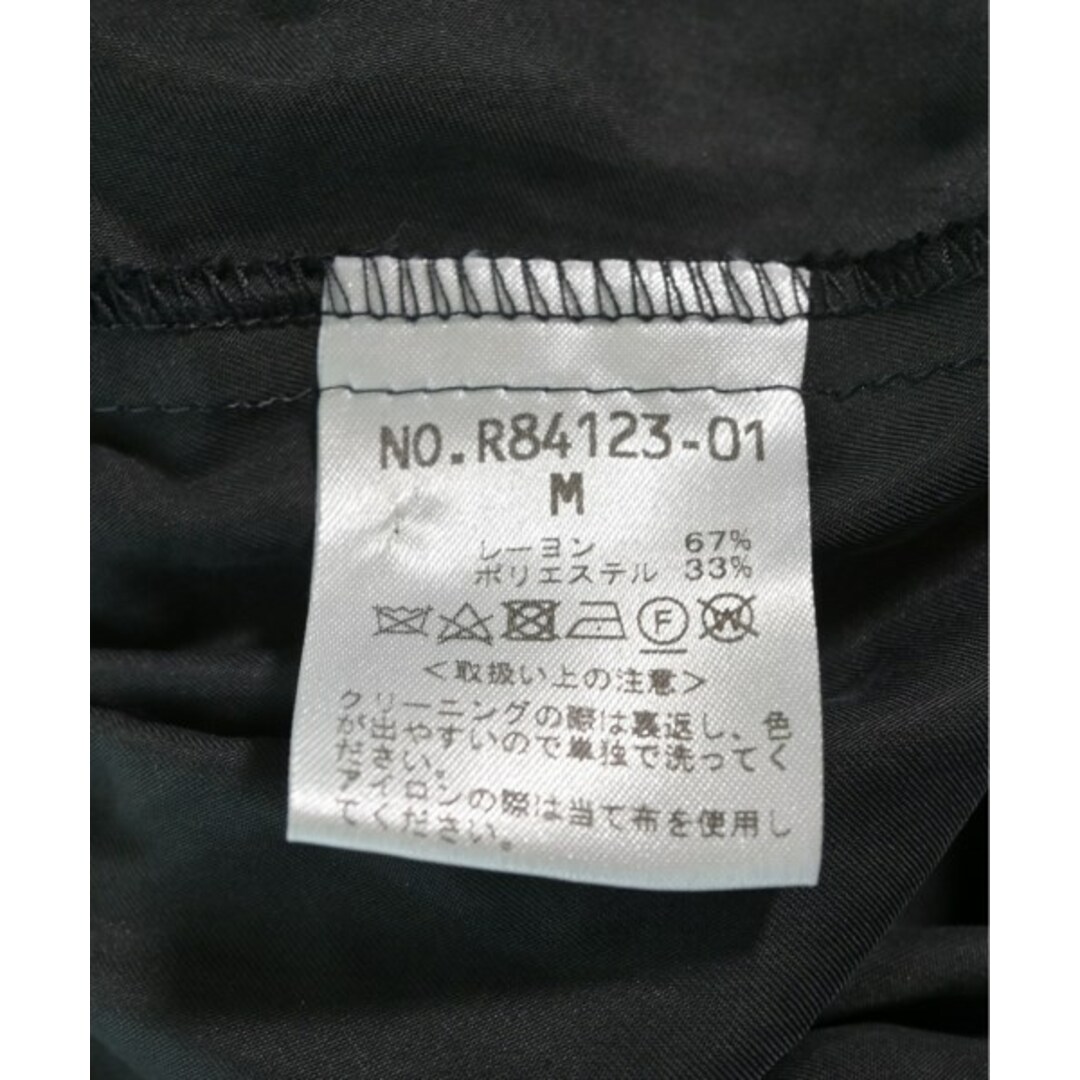 NO.R84123-01
M
レーヨン 67%
ポリエステル 33%
F W
<取扱い上の注意>
クリーニングの際は裏返し、色
が出やすいので単独で洗ってく
ださい。
アイロンの際は当て布を使用し
てください。